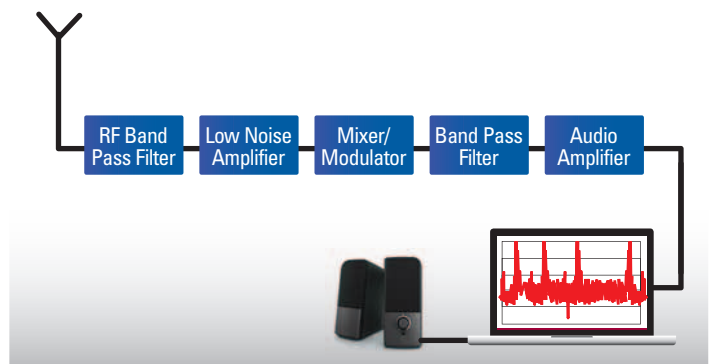 RF Band
Pass Filter
Low Noise
Amplifier
Mixer/
Modulator
Band Pass
Filter
Audio
Amplifier